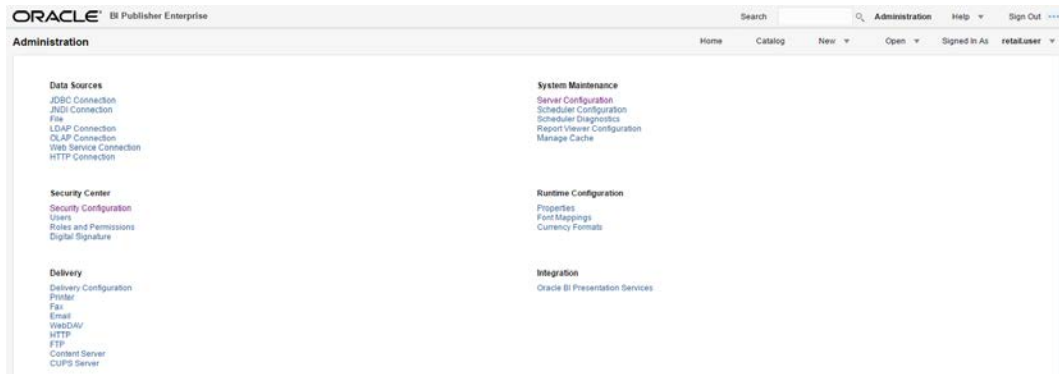 ORACLE BI Publisher Enterprise
Search Administration Help Sign Out
Administration
Home Catalog New Open Signed In As retail.user
Data Sources
JDBC Connection
JNDI Connection
File
LDAP Connection
OLAP Connection
Web Service Connection
HTTP Connection
System Maintenance
Server Configuration
Scheduler Configuration
Scheduler Diagnostics
Report Viewer Configuration
Manage Cache
Security Center
Security Configuration
Users
Roles and Permissions
Digital Signature
Runtime Configuration
Properties
Font Mappings
Currency Formats
Delivery
Delivery Configuration
Printer
Fax
Email
WebDAV
HTTP
FTP
Content Server
CUPS Server
Integration
Oracle BI Presentation Services